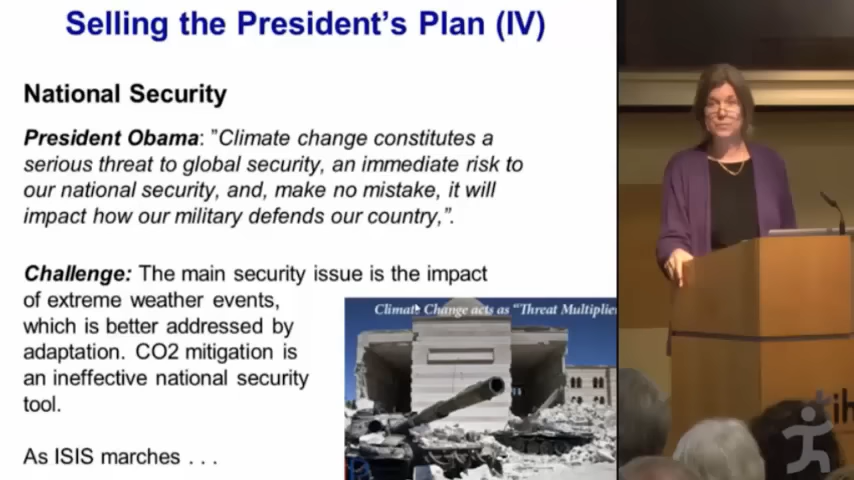 Selling the President's Plan (IV)
National Security
President Obama: "Climate change constitutes a
serious threat to global security, an immediate risk to
our national security, and, make no mistake, it will
impact how our military defends our country,".
Challenge: The main security issue is the impact
of extreme weather events,
which is better addressed by
adaptation. CO2 mitigation is
an ineffective national security
tool.
As ISIS marches . . .
Climate Change acts as "Threat Multiplie
ih